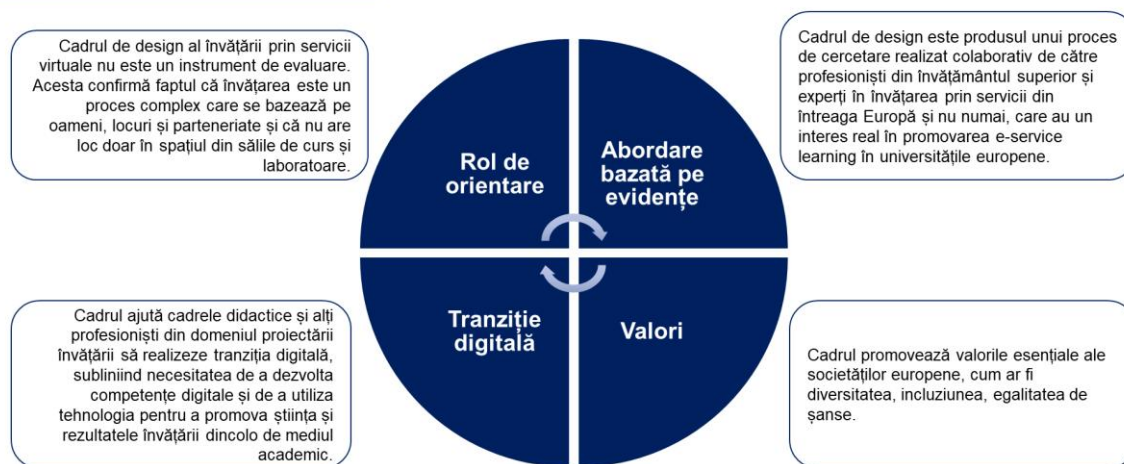 Cadrul de design al învățării prin servicii
virtuale nu este un instrument de evaluare.
Acesta confirmă faptul că învățarea este un
proces complex care se bazează pe
oameni, locuri și parteneriate și că nu are
loc doar în spațiul din sălile de curs și
laboratoare.
Rol de
orientare
Abordare
bazată pe
evidențe
Cadrul de design este produsul unui proces
de cercetare realizat colaborativ de către
profesioniști din învățământul superior și
experți în învățarea prin servicii din
întreaga Europă și nu numai, care au un
interes real în promovarea e-service
learning în universitățile europene.
Cadrul ajută cadrele didactice și alți
profesioniști din domeniul proiectării
învățării să realizeze tranziția digitală,
subliniind necesitatea de a dezvolta
competențe digitale și de a utiliza
tehnologia pentru a promova știința și
rezultatele învățării dincolo de mediul
academic.
Tranziție
digitală
Valori
Cadrul promovează valorile esențiale ale
societăților europene, cum ar fi
diversitatea, incluziunea, egalitatea de
șanse.